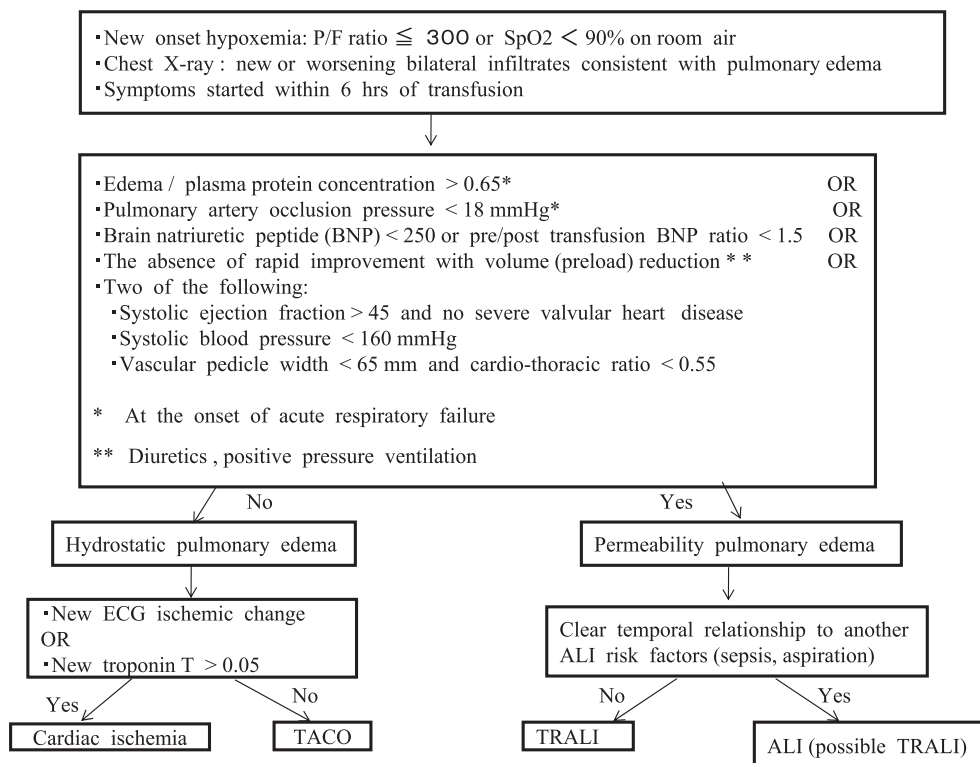 ・New onset hypoxemia: P/F ratio ≦ 300 or SpO2 < 90% on room air
・Chest X-ray : new or worsening bilateral infiltrates consistent with pulmonary edema
・Symptoms started within 6 hrs of transfusion
・Edema / plasma protein concentration > 0.65* OR
・Pulmonary artery occlusion pressure < 18 mmHg* OR
・Brain natriuretic peptide (BNP) < 250 or pre/post transfusion BNP ratio < 1.5 OR
・The absence of rapid improvement with volume (preload) reduction * * OR
・Two of the following:
・Systolic ejection fraction > 45 and no severe valvular heart disease
・Systolic blood pressure < 160 mmHg
・Vascular pedicle width < 65 mm and cardio-thoracic ratio < 0.55
* At the onset of acute respiratory failure
** Diuretics , positive pressure ventilation
No
Yes
Hydrostatic pulmonary edema
Permeability pulmonary edema
・New ECG ischemic change
OR
・New troponin T > 0.05
Clear temporal relationship to another
ALI risk factors (sepsis, aspiration)
Yes
No
No
Yes
Cardiac ischemia
TACO
TRALI
ALI (possible TRALI)